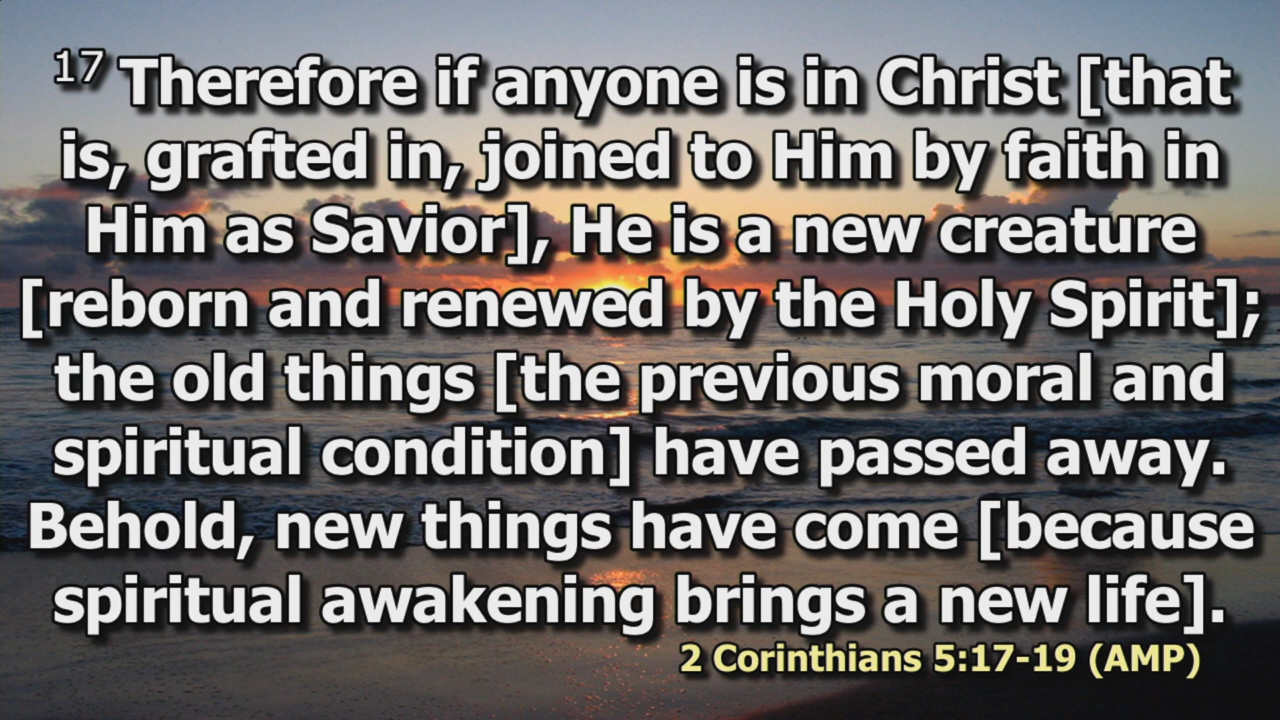 17 Therefore if anyone is in Christ [that
is, grafted in, joined to Him by faith in
Him as Savior], He is a new creature
[reborn and renewed by the Holy Spirit];
the old things [the previous moral and
spiritual condition] have passed away.
Behold, new things have come [because
spiritual awakening brings a new life].
2 Corinthians 5:17-19 (AMP)